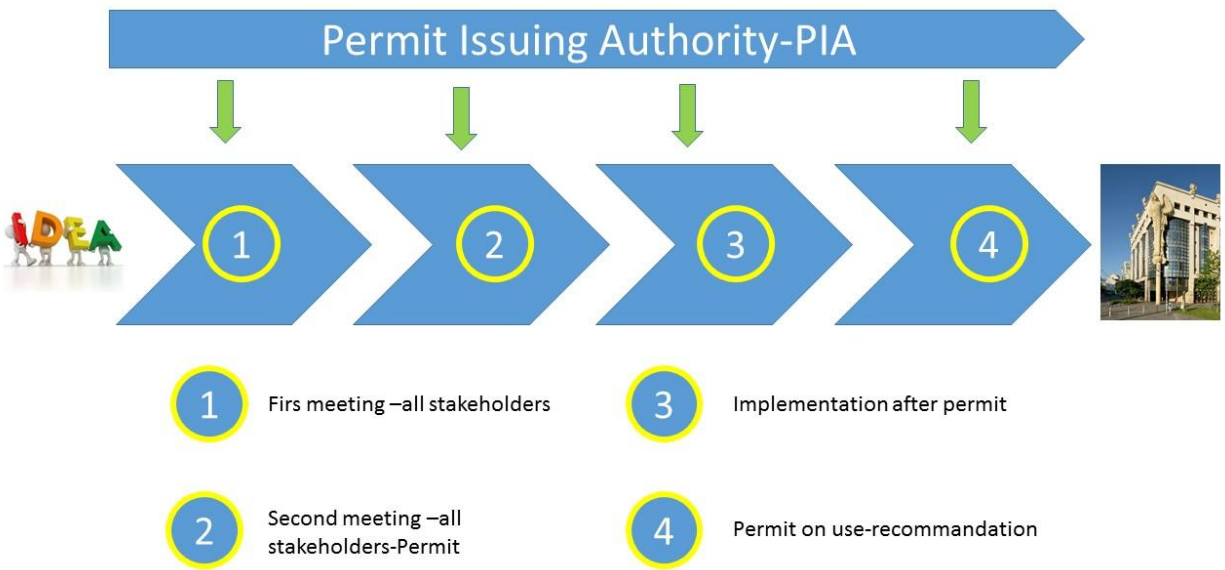 Permit Issuing Authority-PIA
IDEA
1
2
3
4
1
Firs meeting –all stakeholders
3
Implementation after permit
2
Second meeting –all
stakeholders-Permit
4
Permit on use-recommandation